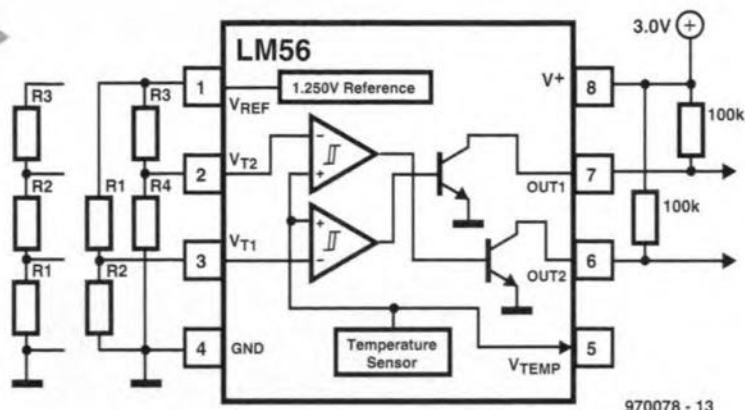 LM56
3.0V
R3
R3
1
VREF
1.250V Reference
V+
8
100k
R2
R1
R4
2
VT2
OUT1
7
100k
R1
R2
3
VT1
OUT2
6
4
GND
Temperature
Sensor
VTEMP
5
970078 - 13